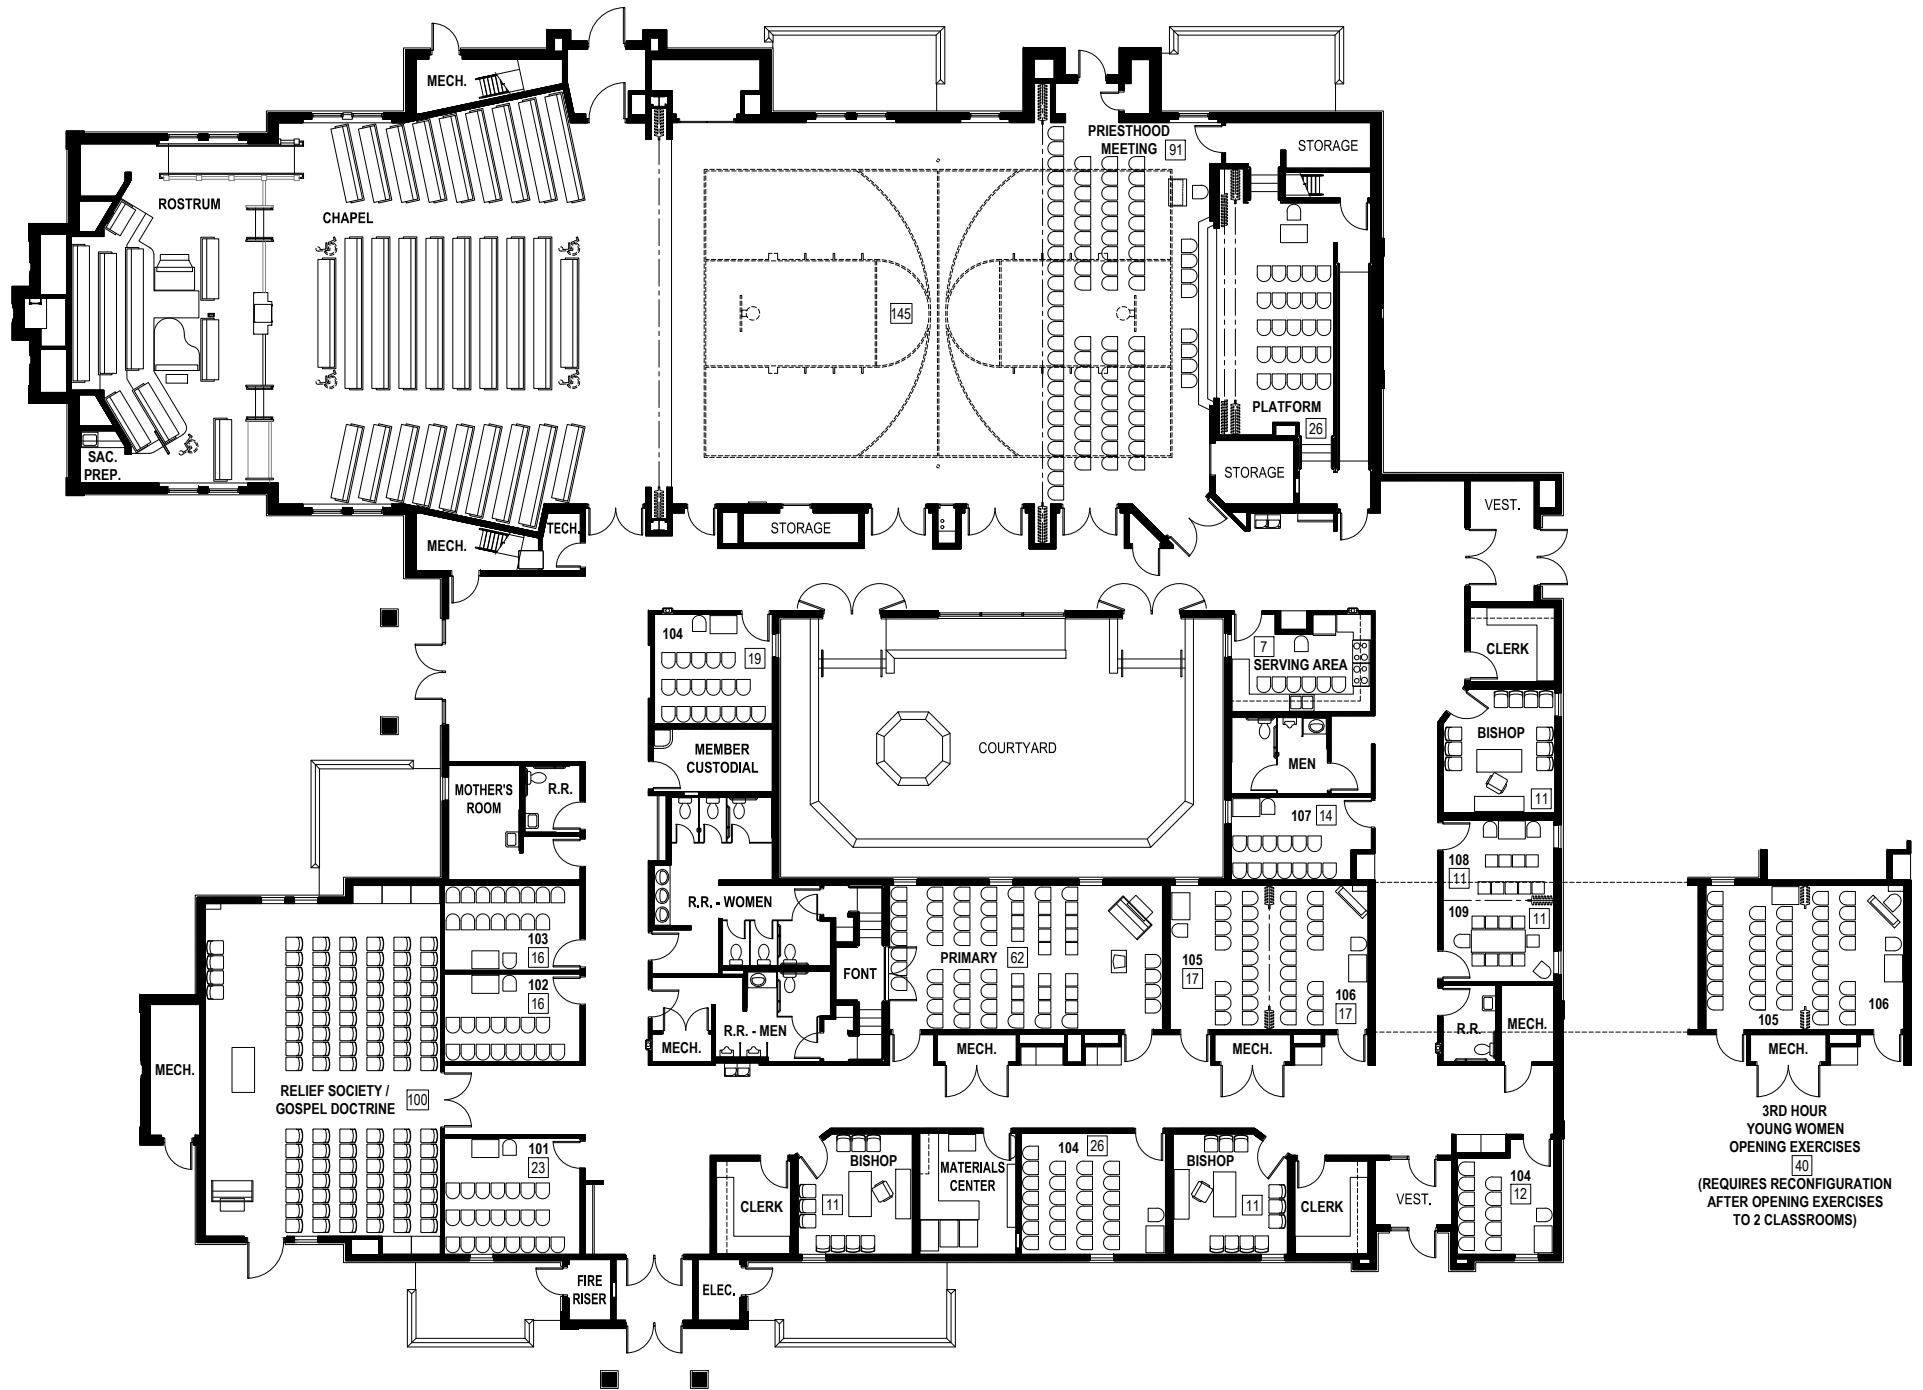 MECH.
PRIESTHOOD
MEETING 91
STORAGE
ROSTRUM
CHAPEL
145
PLATFORM
26
SAC.
PREP.
STORAGE
TECH.
STORAGE
VEST.
MECH.
104
19
7
SERVING AREA
CLERK
BISHOP
11
MEMBER
CUSTODIAL
COURTYARD
MEN
MOTHER'S
ROOM
R.R.
107 14
108
11
109
11
R.R. - WOMEN
103
16
102
16
PRIMARY 62
FONT
105
17
106
17
R.R. - MEN
MECH.
MECH.
MECH.
R.R.
MECH.
MECH.
105
106
MECH.
RELIEF SOCIETY /
GOSPEL DOCTRINE 100
3RD HOUR
YOUNG WOMEN
OPENING EXERCISES
40
(REQUIRES RECONFIGURATION
AFTER OPENING EXERCISES
TO 2 CLASSROOMS)
101
23
BISHOP
11
CLERK
MATERIALS
CENTER
104 26
BISHOP
11
CLERK
VEST.
104
12
FIRE
RISER
ELEC.